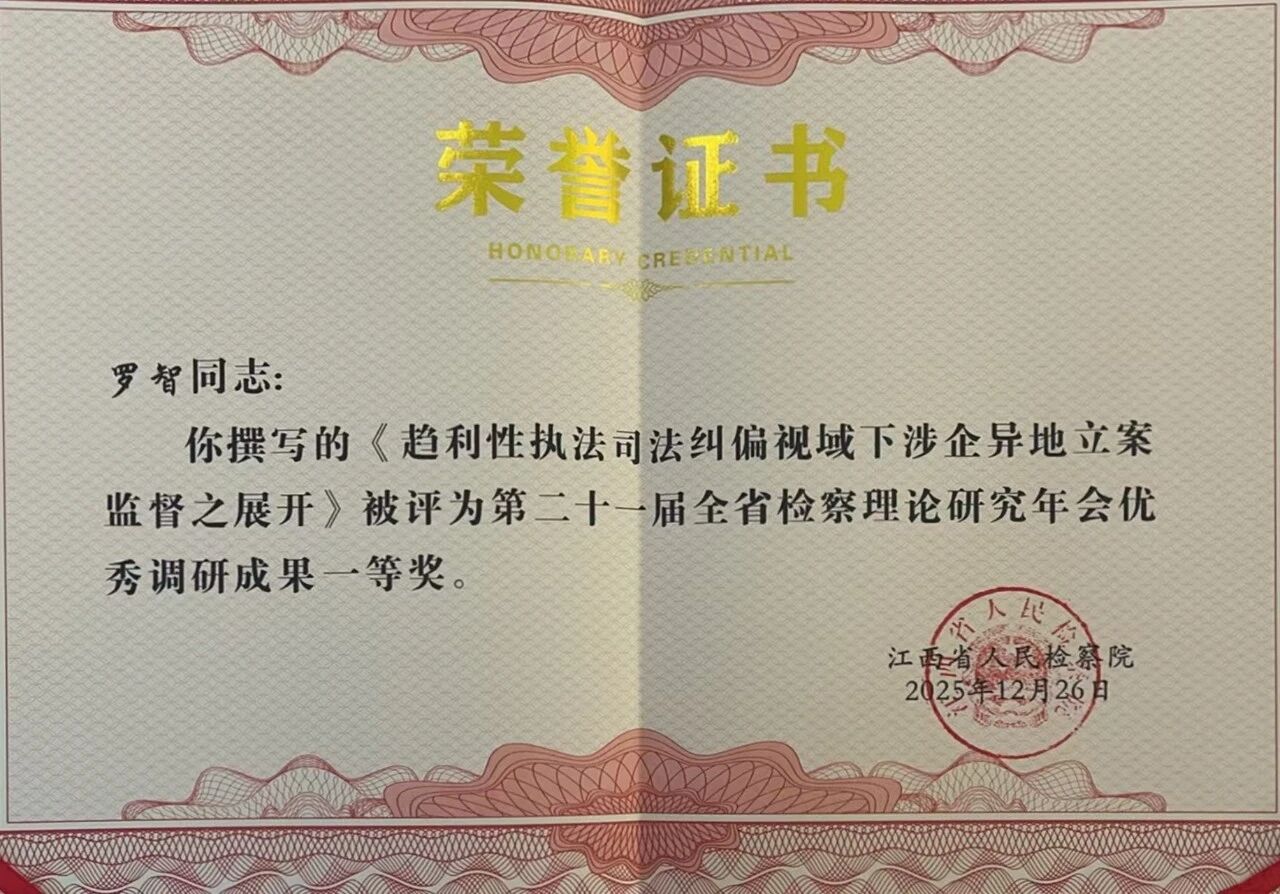 荣誉证书
HONORARY CREDENTIAL
罗智同志:
你撰写的《趋利性执法司法纠偏视域下涉企异地立案
监督之展开》被评为第二十一届全省检察理论研究年会优
秀调研成果一等奖。
江西省人民检察院
2025年12月26日